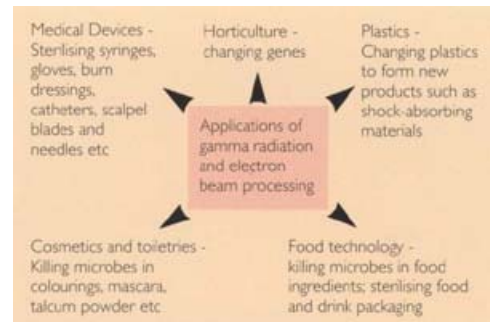 Medical Devices -
Sterilising syringes,
gloves, burn
dressings,
catheters, scalpel
blades and
needles etc
Horticulture -
changing genes
Plastics -
Changing plastics
to form new
products such as
shock-absorbing
materials
Applications of
gamma radiation
and electron
beam processing
Cosmetics and toiletries -
Killing microbes in
colourings, mascara,
talcum powder etc
Food technology -
killing microbes in food
ingredients; sterilising food
and drink packaging